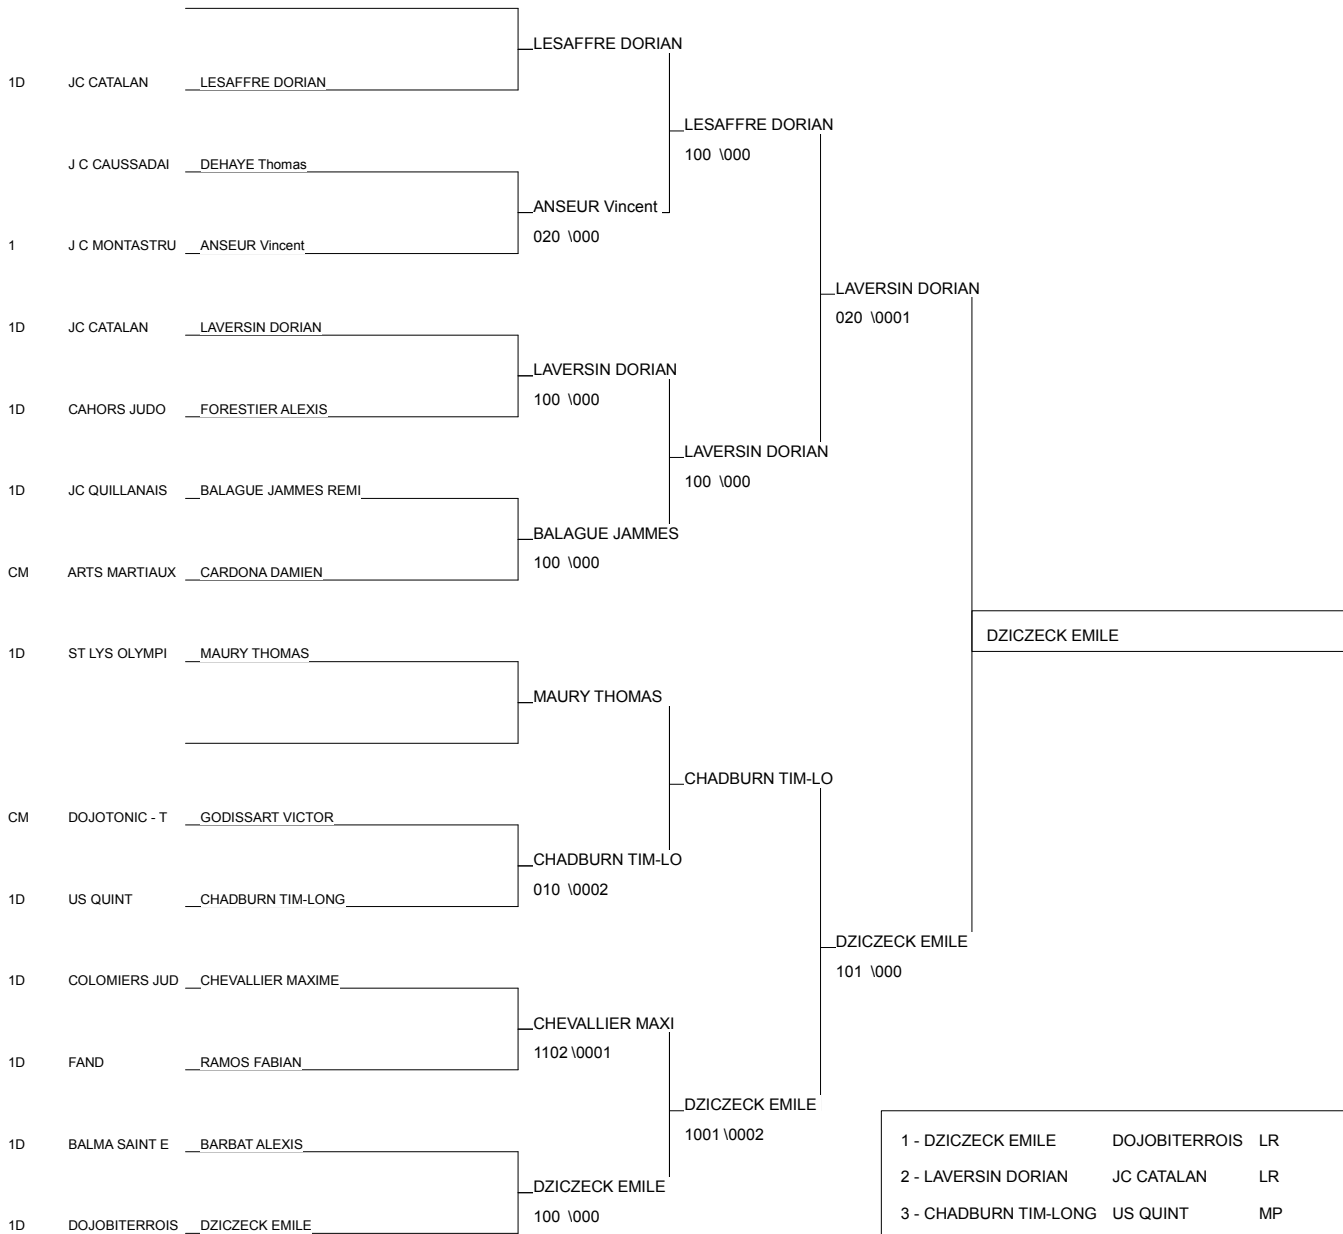 LESAFFRE DORIAN
1D JC CATALAN LESAFFRE DORIAN
LESAFFRE DORIAN
100 \000
J C CAUSSADAI DEHAYE Thomas
ANSEUR Vincent
020 \000
1 J C MONTASTRU ANSEUR Vincent
LAVERSIN DORIAN
020 \0001
1D JC CATALAN LAVERSIN DORIAN
LAVERSIN DORIAN
100 \000
1D CAHORS JUDO FORESTIER ALEXIS
LAVERSIN DORIAN
100 \000
1D JC QUILLANAIS BALAGUE JAMMES REMI
BALAGUE JAMMES
100 \000
CM ARTS MARTIAUX CARDONA DAMIEN
DZICZECK EMILE
1D ST LYS OLYMPI MAURY THOMAS
MAURY THOMAS
CHADBURN TIM-LO
CM DOJOTONIC - T GODISSART VICTOR
CHADBURN TIM-LO
010 \0002
1D US QUINT CHADBURN TIM-LONG
DZICZECK EMILE
101 \000
1D COLOMIERS JUD CHEVALLIER MAXIME
CHEVALLIER MAXI
1102 \0001
1D FAND RAMOS FABIAN
DZICZECK EMILE
1001 \0002
1D BALMA SAINT E BARBAT ALEXIS
DZICZECK EMILE
100 \000
1D DOJOBITERROIS DZICZECK EMILE
1 - DZICZECK EMILE DOJOBITERROIS LR
2 - LAVERSIN DORIAN JC CATALAN LR
3 - CHADBURN TIM-LONG US QUINT MP